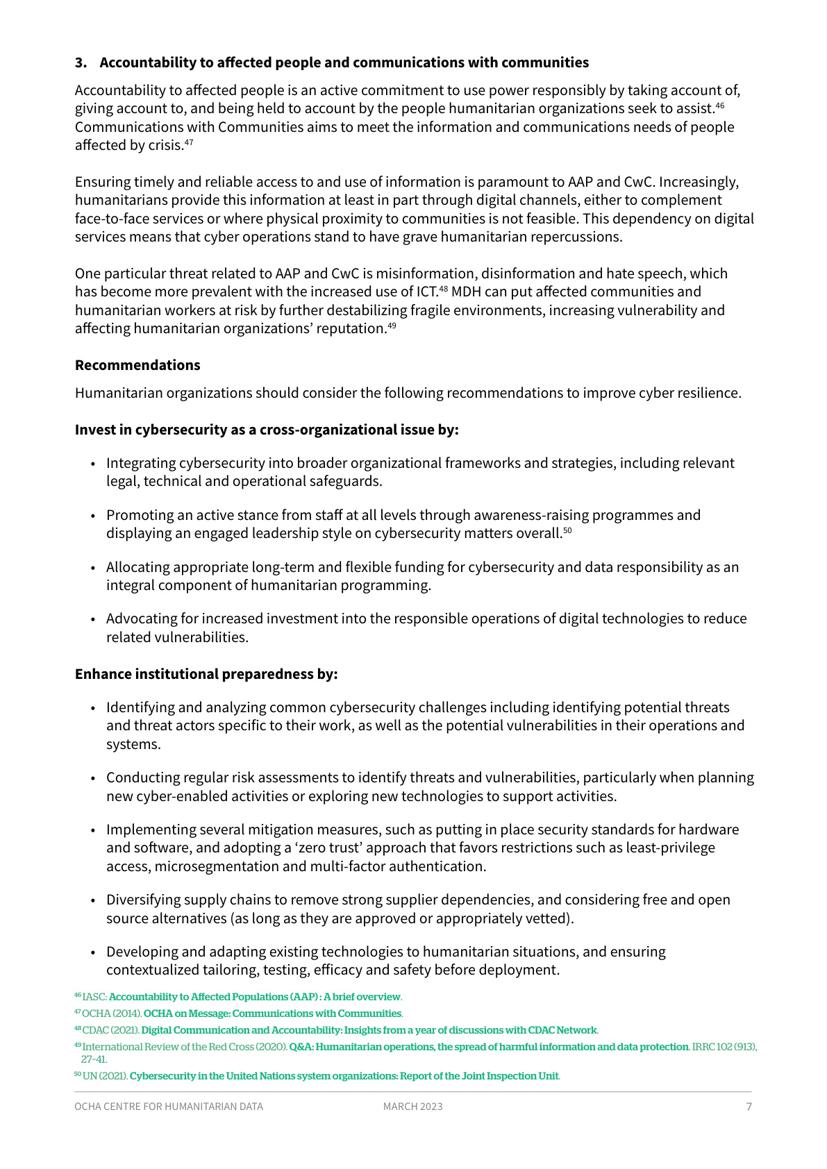 3. Accountability to affected people and communications with communities
Accountability to affected people is an active commitment to use power responsibly by taking account of,
giving account to, and being held to account by the people humanitarian organizations seek to assist.⁴⁶
Communications with Communities aims to meet the information and communications needs of people
affected by crisis.⁴⁷
Ensuring timely and reliable access to and use of information is paramount to AAP and CwC. Increasingly,
humanitarians provide this information at least in part through digital channels, either to complement
face-to-face services or where physical proximity to communities is not feasible. This dependency on digital
services means that cyber operations stand to have grave humanitarian repercussions.
One particular threat related to AAP and CwC is misinformation, disinformation and hate speech, which
has become more prevalent with the increased use of ICT.⁴⁸ MDH can put affected communities and
humanitarian workers at risk by further destabilizing fragile environments, increasing vulnerability and
affecting humanitarian organizations’ reputation.⁴⁹
Recommendations
Humanitarian organizations should consider the following recommendations to improve cyber resilience.
Invest in cybersecurity as a cross-organizational issue by:
• Integrating cybersecurity into broader organizational frameworks and strategies, including relevant
legal, technical and operational safeguards.
• Promoting an active stance from staff at all levels through awareness-raising programmes and
displaying an engaged leadership style on cybersecurity matters overall.⁵⁰
• Allocating appropriate long-term and flexible funding for cybersecurity and data responsibility as an
integral component of humanitarian programming.
• Advocating for increased investment into the responsible operations of digital technologies to reduce
related vulnerabilities.
Enhance institutional preparedness by:
• Identifying and analyzing common cybersecurity challenges including identifying potential threats
and threat actors specific to their work, as well as the potential vulnerabilities in their operations and
systems.
• Conducting regular risk assessments to identify threats and vulnerabilities, particularly when planning
new cyber-enabled activities or exploring new technologies to support activities.
• Implementing several mitigation measures, such as putting in place security standards for hardware
and software, and adopting a ‘zero trust’ approach that favors restrictions such as least-privilege
access, microsegmentation and multi-factor authentication.
• Diversifying supply chains to remove strong supplier dependencies, and considering free and open
source alternatives (as long as they are approved or appropriately vetted).
• Developing and adapting existing technologies to humanitarian situations, and ensuring
contextualized tailoring, testing, efficacy and safety before deployment.
⁴⁶ IASC: Accountability to Affected Populations (AAP) : A brief overview.
⁴⁷ OCHA (2014). OCHA on Message: Communications with Communities.
⁴⁸ CDAC (2021). Digital Communication and Accountability: Insights from a year of discussions with CDAC Network.
⁴⁹ International Review of the Red Cross (2020). Q&A: Humanitarian operations, the spread of harmful information and data protection. IRRC 102 (913),
27–41.
⁵⁰ UN (2021). Cybersecurity in the United Nations system organizations: Report of the Joint Inspection Unit.
OCHA CENTRE FOR HUMANITARIAN DATA MARCH 2023 7